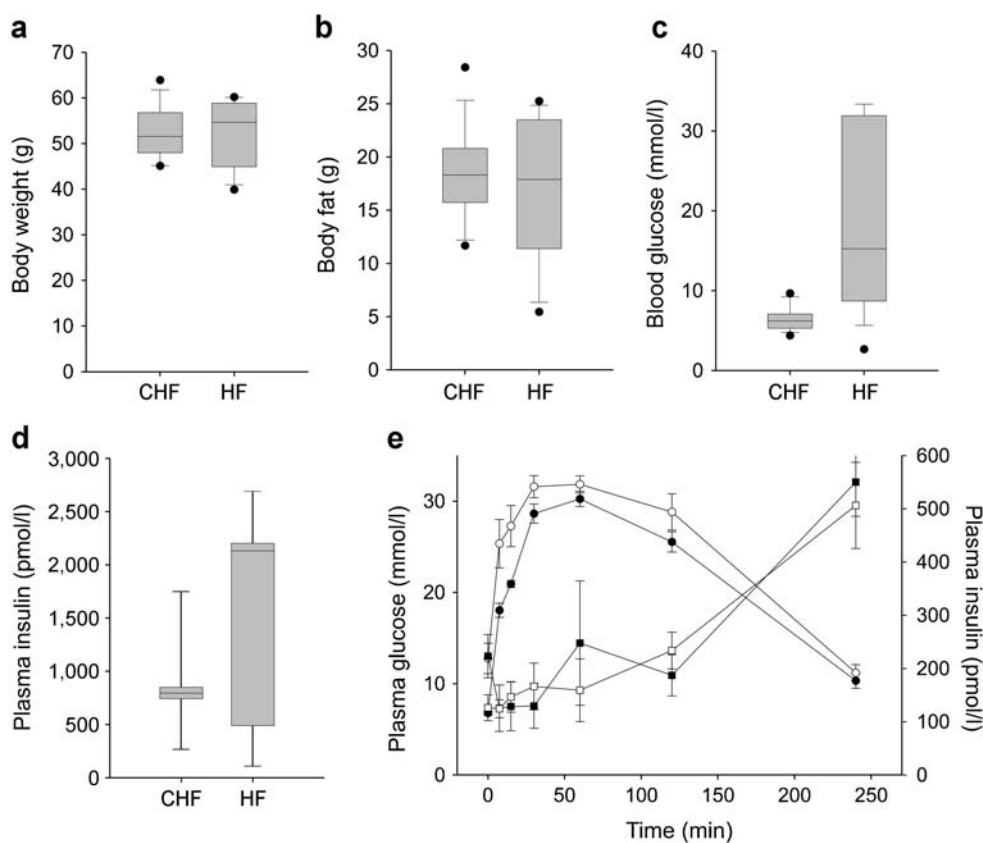 a
70
60
50
40
30
20
10
0
Body weight (g)
CHF
HF
b
30
25
20
15
10
5
0
Body fat (g)
CHF
HF
c
40
30
20
10
0
Blood glucose (mmol/l)
CHF
HF
d
3,000
2,500
2,000
1,500
1,000
500
0
Plasma insulin (pmol/l)
CHF
HF
e
30
20
10
0
Plasma glucose (mmol/l)
600
500
400
300
200
100
0
Plasma insulin (pmol/l)
0
50
100
150
200
250
Time (min)